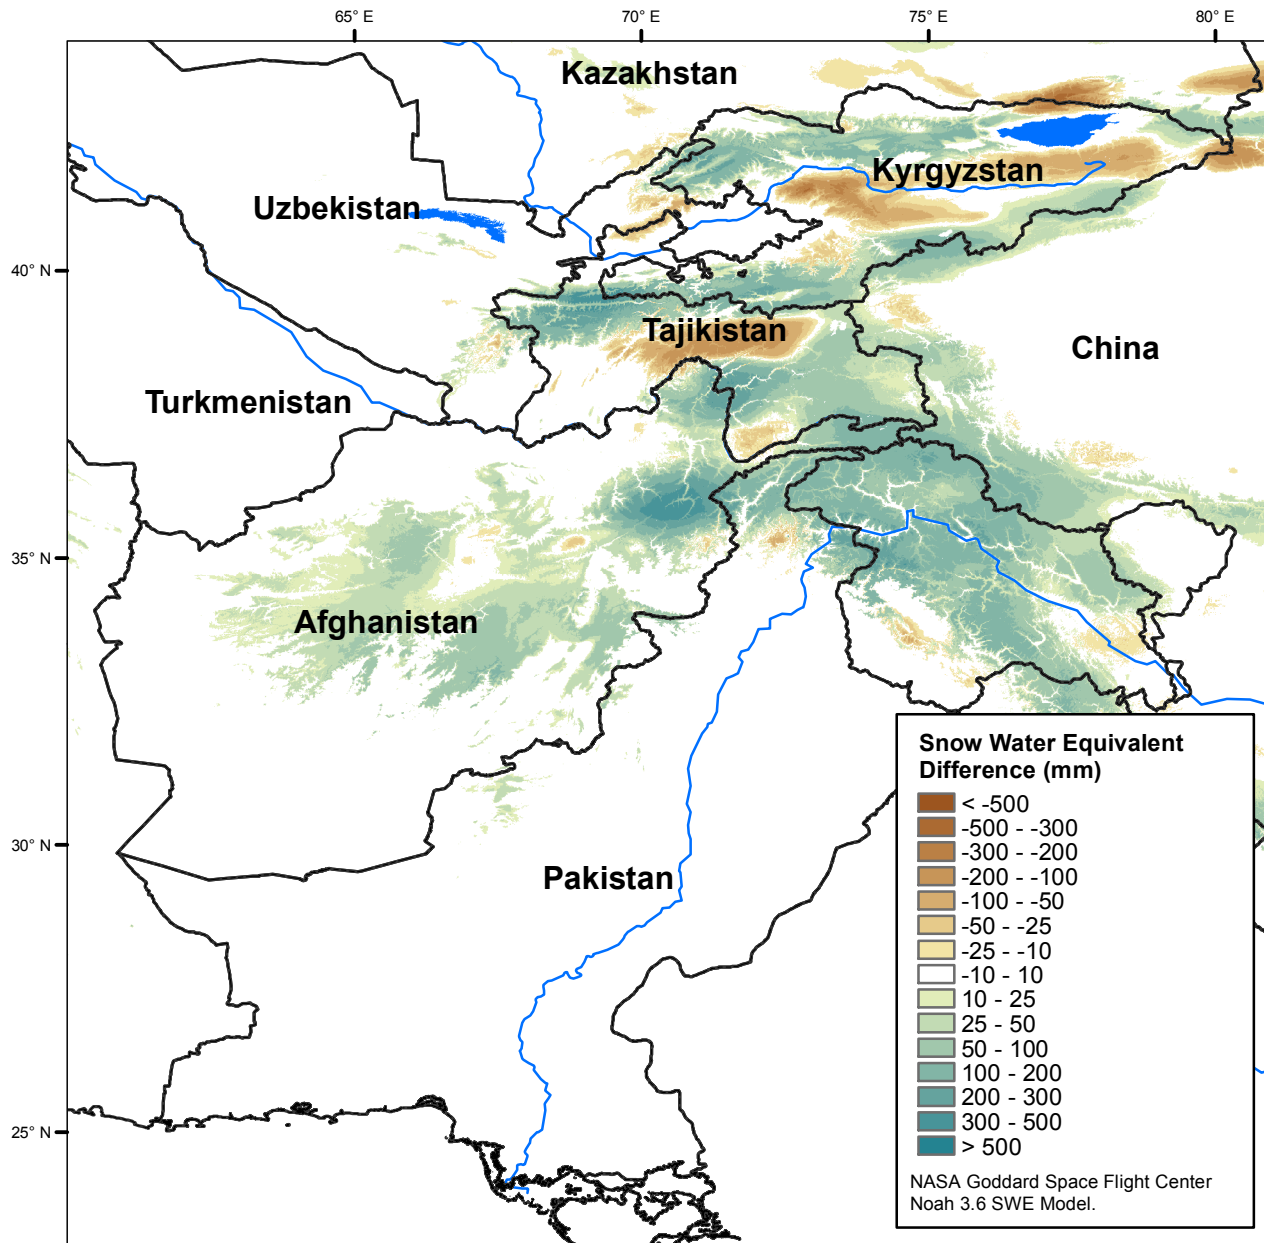 65° E
70° E
75° E
80° E
Kazakhstan
Kyrgyzstan
Uzbekistan
40° N
Tajikistan
China
Turkmenistan
35° N
Afghanistan
Snow Water Equivalent
Difference (mm)
< -500
-500 - -300
-300 - -200
-200 - -100
-100 - -50
-50 - -25
-25 - -10
-10 - 10
10 - 25
25 - 50
50 - 100
100 - 200
200 - 300
300 - 500
> 500
30° N
Pakistan
25° N
NASA Goddard Space Flight Center
Noah 3.6 SWE Model.